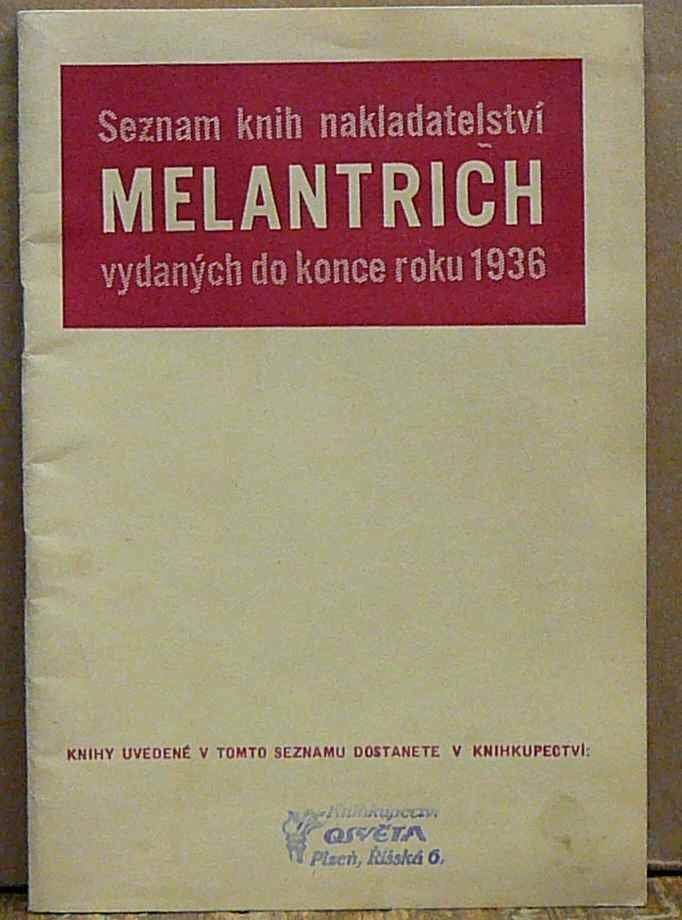 Seznam knih nakladatelství
MELANTRICH
vydaných do konce roku 1936
KNIHY UVEDENÉ V TOMTO SEZNAMU DOSTANETE V KNIHKUPECTVÍ:
Knihkupectví
OSVĚTA
Plzeň, Říšská 6.